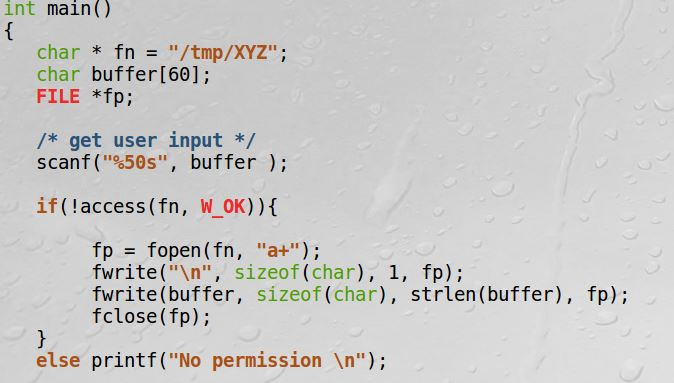 int main()
{
   char * fn = "/tmp/XYZ";
   char buffer[60];
   FILE *fp;

   /* get user input */
   scanf("%50s", buffer );

   if(!access(fn, W_OK)){

        fp = fopen(fn, "a+");
        fwrite("\n", sizeof(char), 1, fp);
        fwrite(buffer, sizeof(char), strlen(buffer), fp);
        fclose(fp);
   }
   else printf("No permission \n");